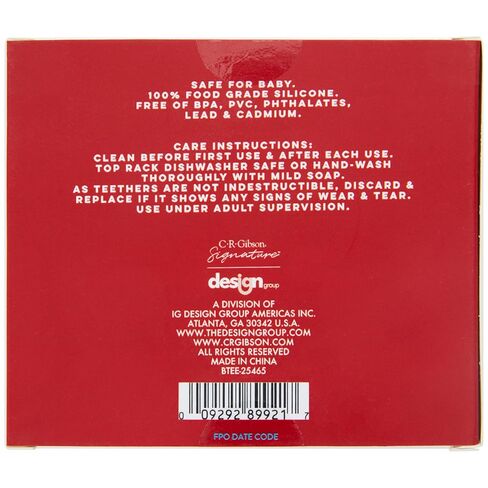 SAFE FOR BABY.
100% FOOD GRADE SILICONE.
FREE OF BPA, PVC, PHTHALATES,
LEAD & CADMIUM.
CARE INSTRUCTIONS:
CLEAN BEFORE FIRST USE & AFTER EACH USE.
TOP RACK DISHWASHER SAFE OR HAND-WASH
THOROUGHLY WITH MILD SOAP.
AS TEETHERS ARE NOT INDESTRUCTIBLE, DISCARD &
REPLACE IF IT SHOWS ANY SIGNS OF WEAR & TEAR.
USE UNDER ADULT SUPERVISION.
C·R·Gibson
Signature
design group
A DIVISION OF
IG DESIGN GROUP AMERICAS INC.
ATLANTA, GA 30342 U.S.A.
WWW.THEDESIGNGROUP.COM
WWW.CRGIBSON.COM
ALL RIGHTS RESERVED
MADE IN CHINA
BTEE-25465
0 09292 89921 7
FPO DATE CODE